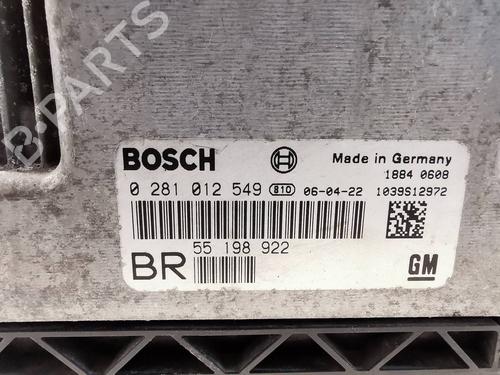 B-PARTS
BOSCH
Made in Germany
1884 0608
0 281 012 549 810 06-04-22 1039S12972
55 198 922
BR
GM